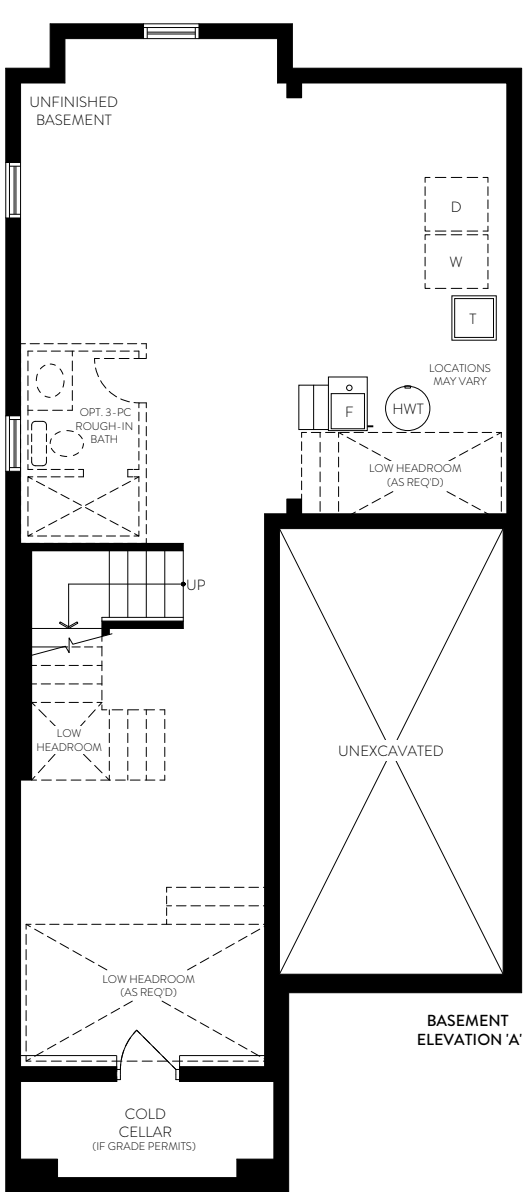 UNFINISHED
BASEMENT
D
W
T
LOCATIONS
MAY VARY
F
HWT
OPT. 3-PC
ROUGH-IN
BATH
LOW HEADROOM
(AS REQ'D)
UP
LOW
HEADROOM
UNEXCAVATED
LOW HEADROOM
(AS REQ'D)
BASEMENT
ELEVATION 'A'
COLD
CELLAR
(IF GRADE PERMITS)